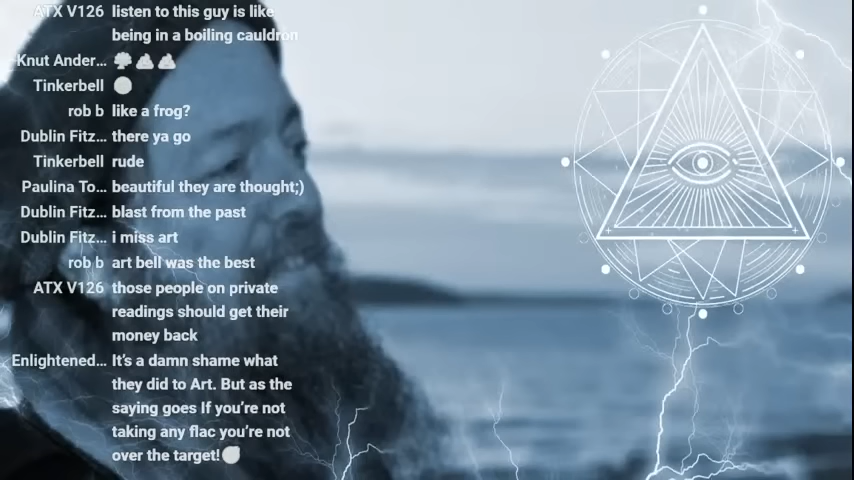 ATX V126 listen to this guy is like
being in a boiling cauldron
Knut Ander...
Tinkerbell
rob b like a frog?
Dublin Fitz... there ya go
Tinkerbell rude
Paulina To... beautiful they are thought;)
Dublin Fitz... blast from the past
Dublin Fitz... i miss art
rob b art bell was the best
ATX V126 those people on private
readings should get their
money back
Enlightened... It's a damn shame what
they did to Art. But as the
saying goes If you're not
taking any flac you're not
over the target!